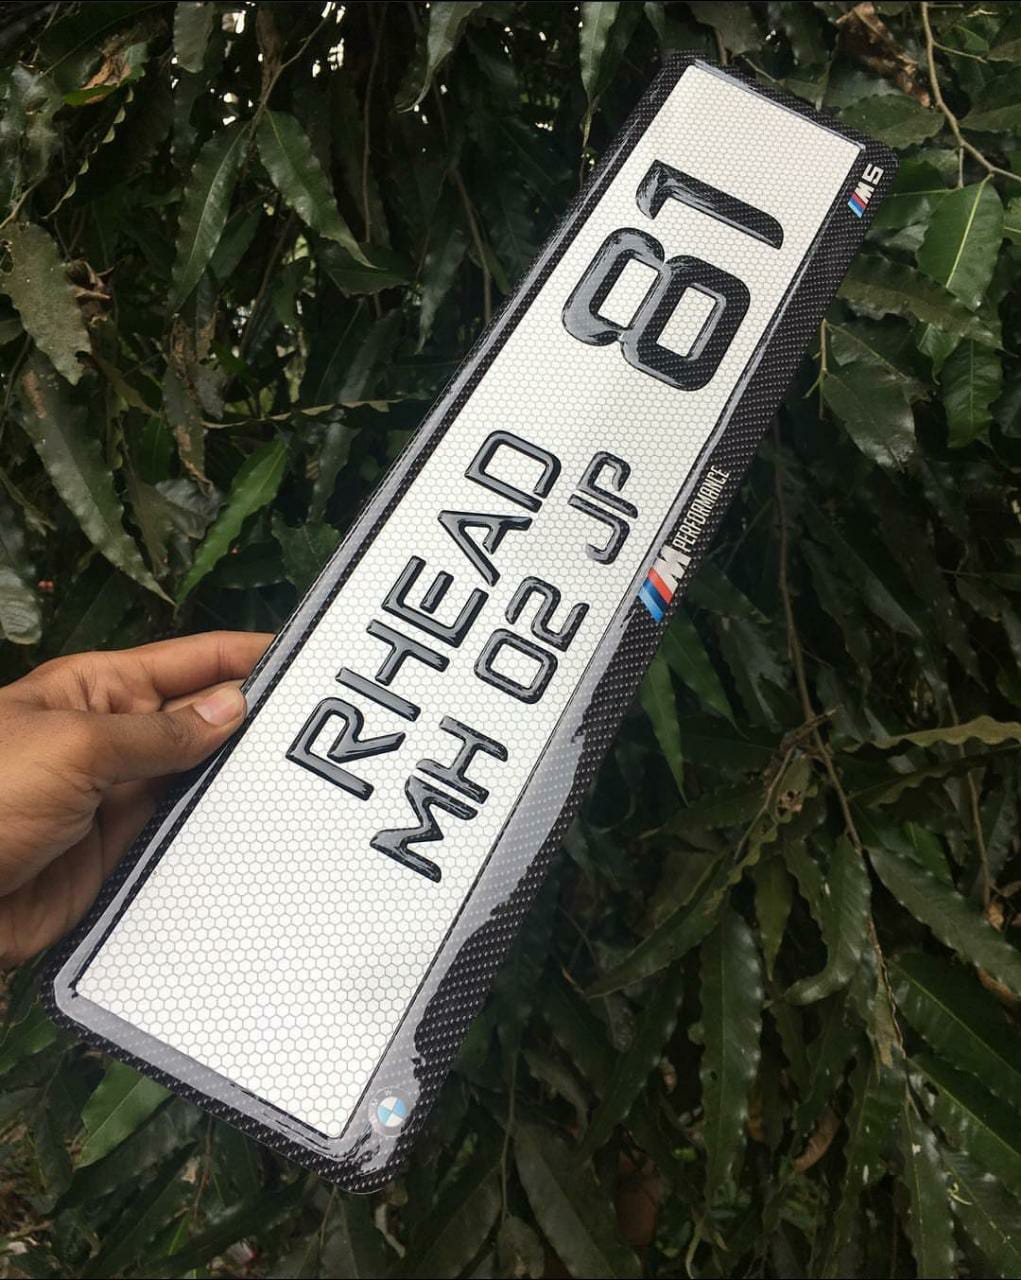 RHEAD 81
MH 02 JP
M PERFORMANCE
M5